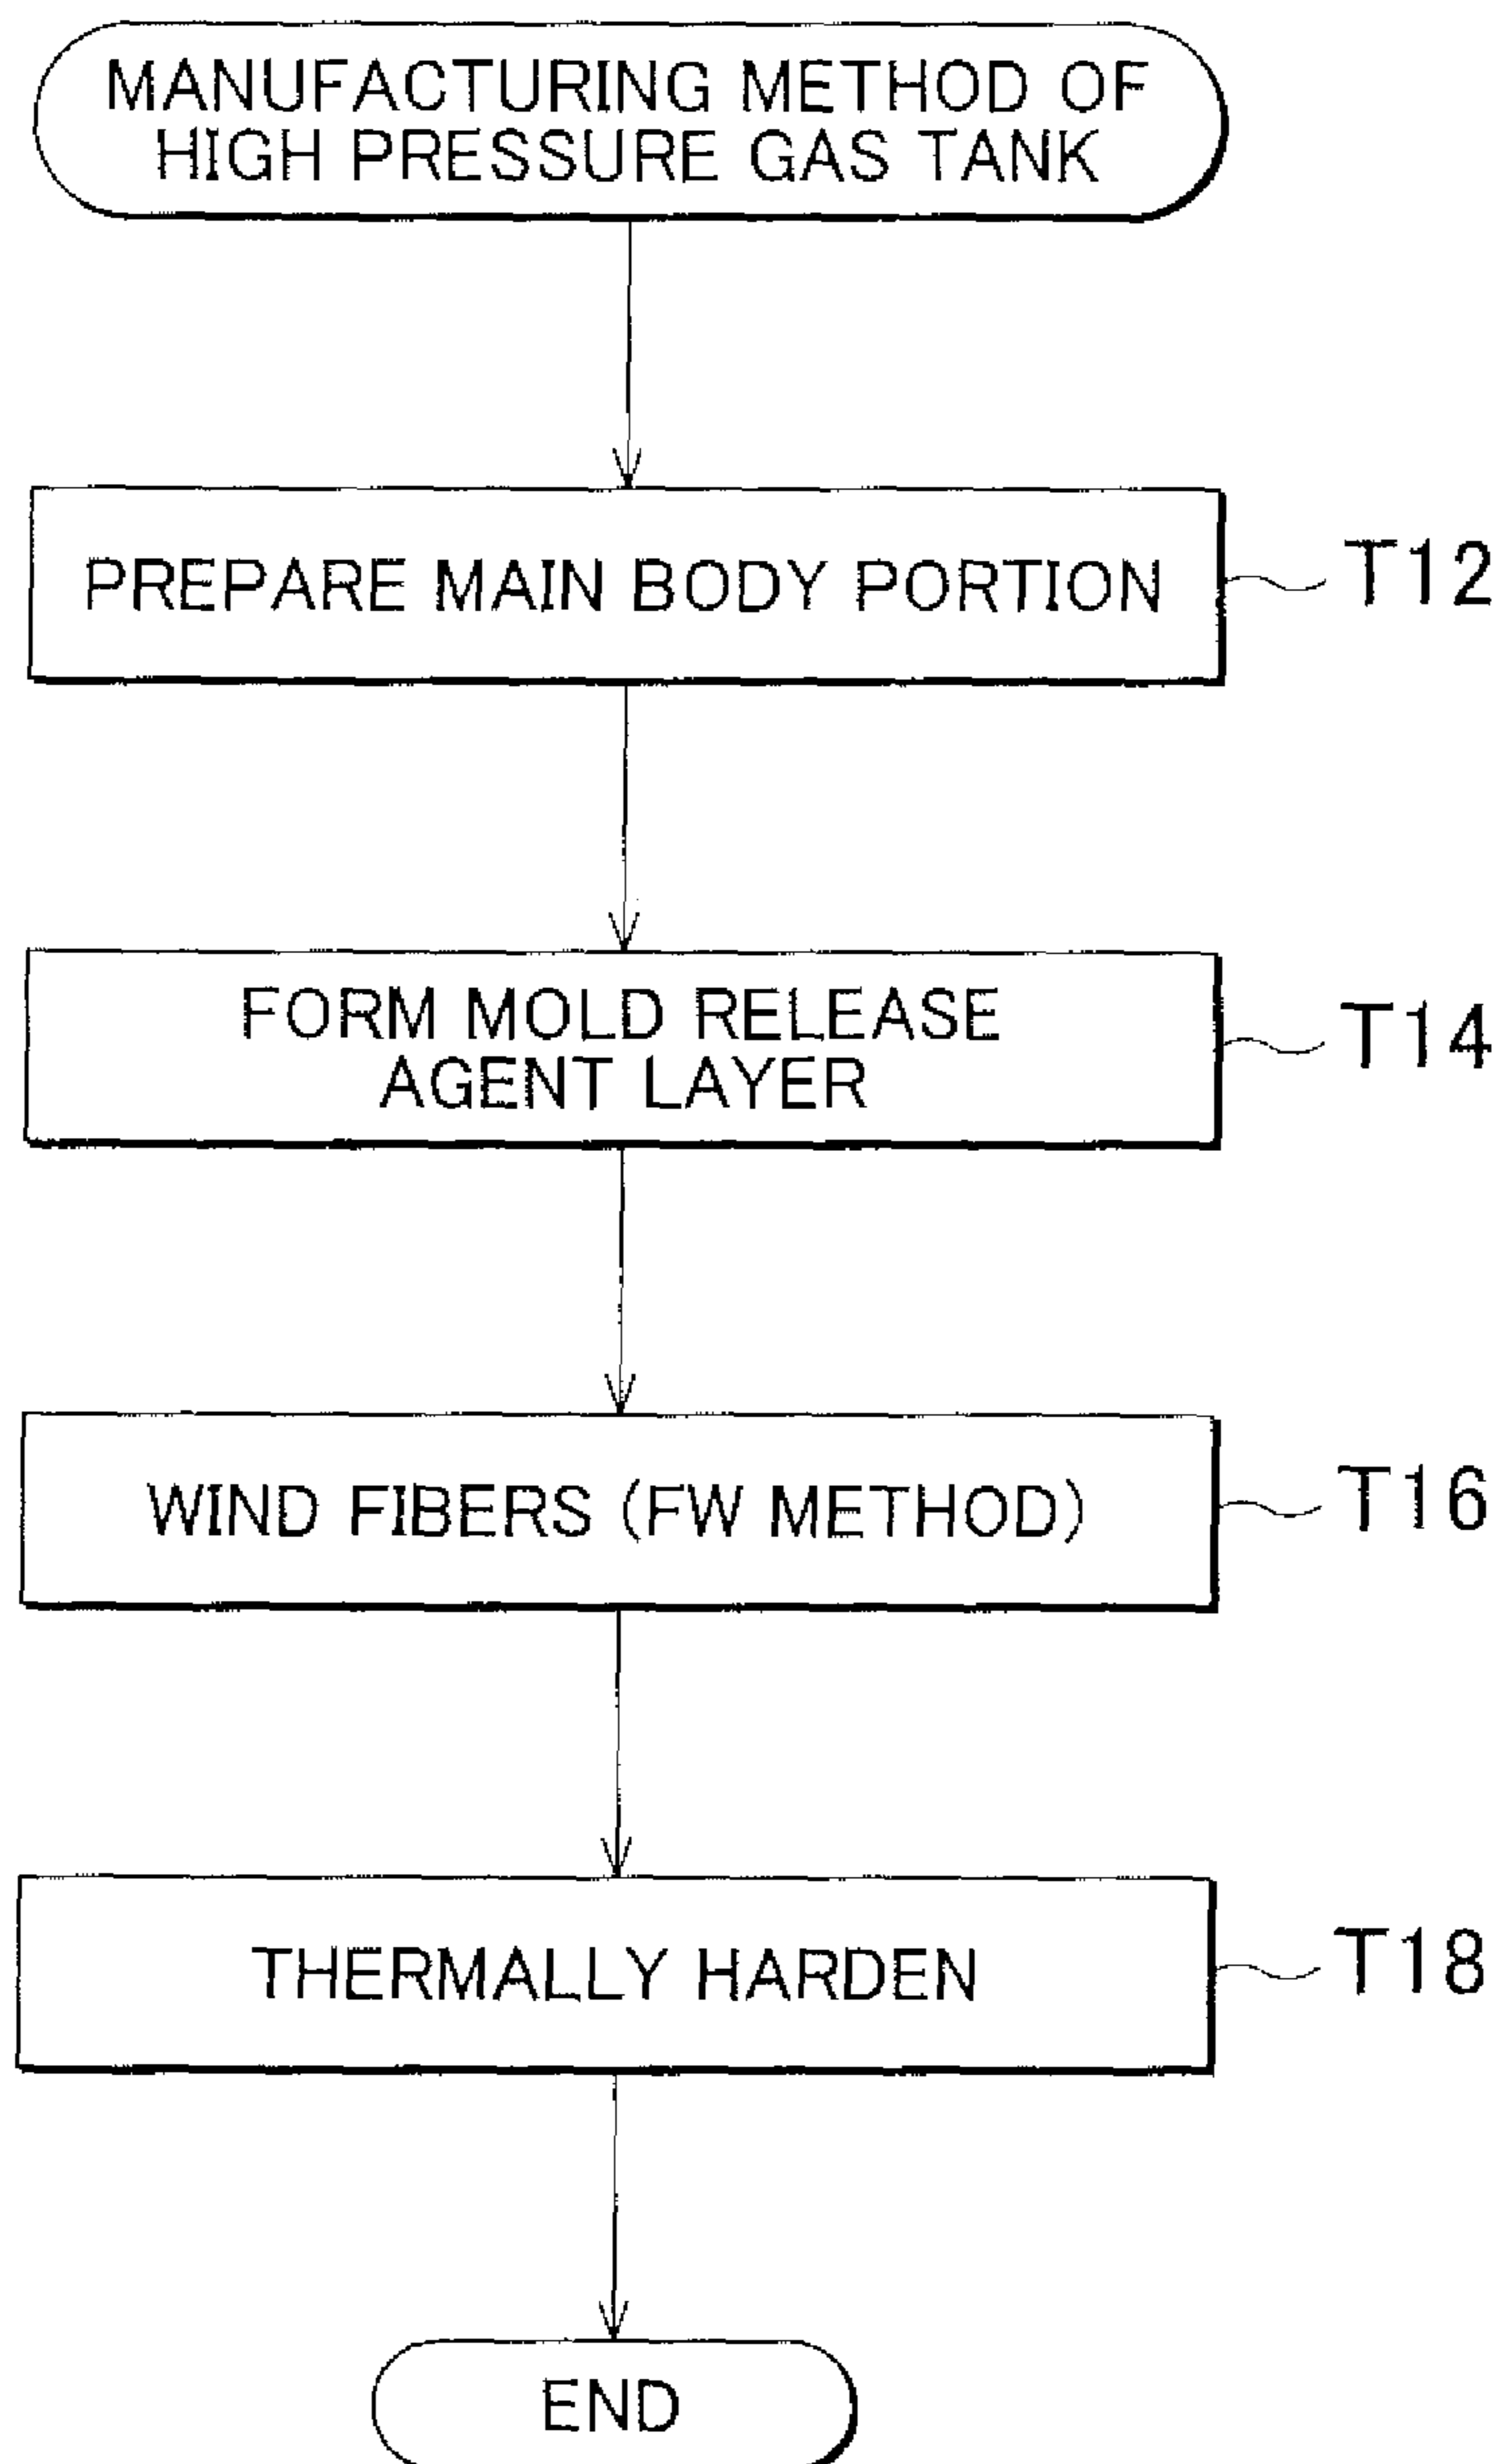 MANUFACTURING METHOD OF
HIGH PRESSURE GAS TANK
PREPARE MAIN BODY PORTION
T12
FORM MOLD RELEASE
AGENT LAYER
T14
WIND FIBERS (FW METHOD)
T16
THERMALLY HARDEN
T18
END